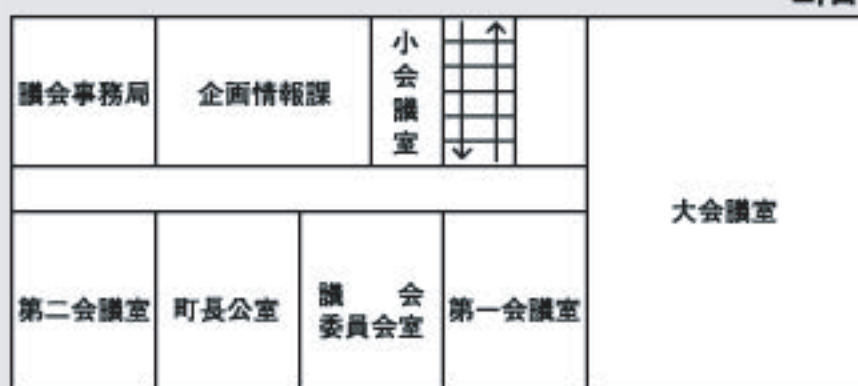 議会事務局
企画情報課
小会議室
大会議室
第二会議室
町長公室
議会
委員会室
第一会議室